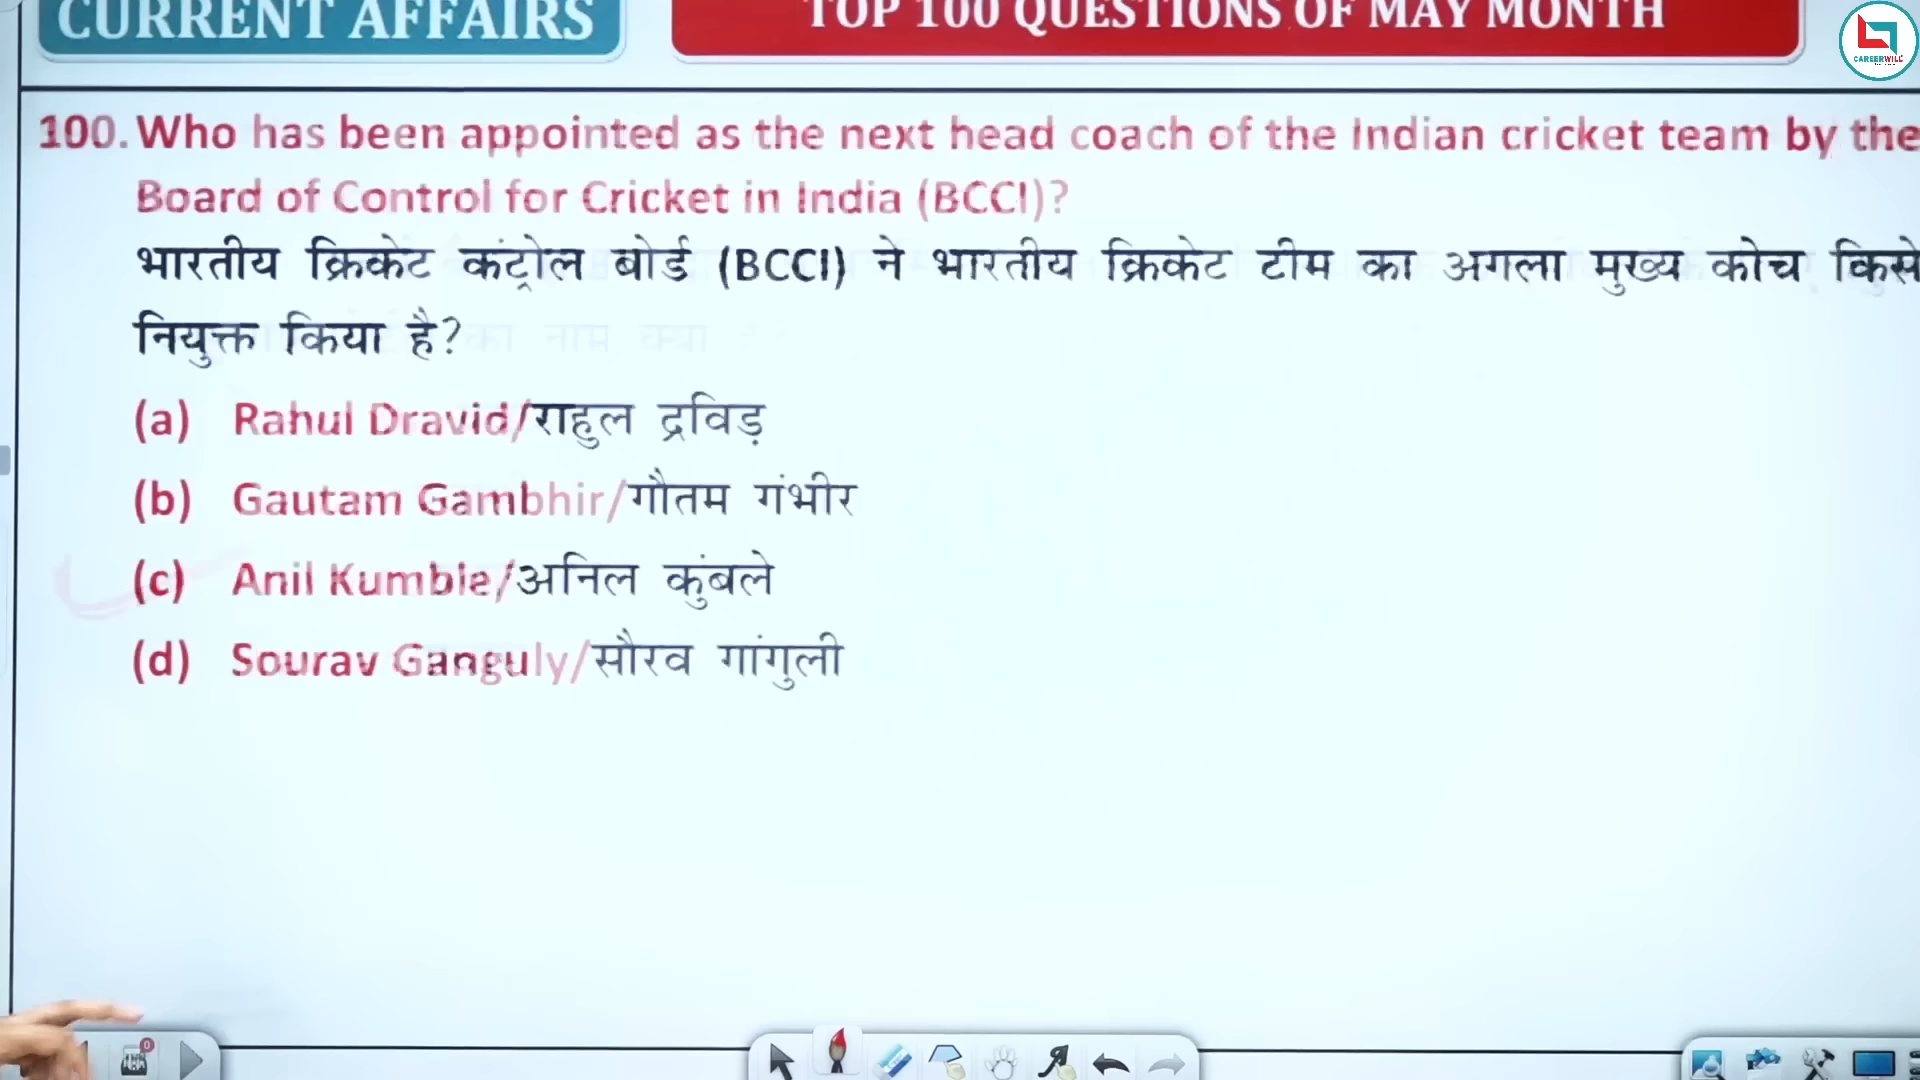 CURRENT AFFAIRS
TOP 100 QUESTIONS OF MAY MONTH
CAREERWILL
100. Who has been appointed as the next head coach of the Indian cricket team by the
Board of Control for Cricket in India (BCCI)?
भारतीय क्रिकेट कंट्रोल बोर्ड (BCCI) ने भारतीय क्रिकेट टीम का अगला मुख्य कोच किसे
नियुक्त किया है?
(a) Rahul Dravid/राहुल द्रविड़
(b) Gautam Gambhir/गौतम गंभीर
(c) Anil Kumble/अनिल कुंबले
(d) Sourav Ganguly/सौरव गांगुली